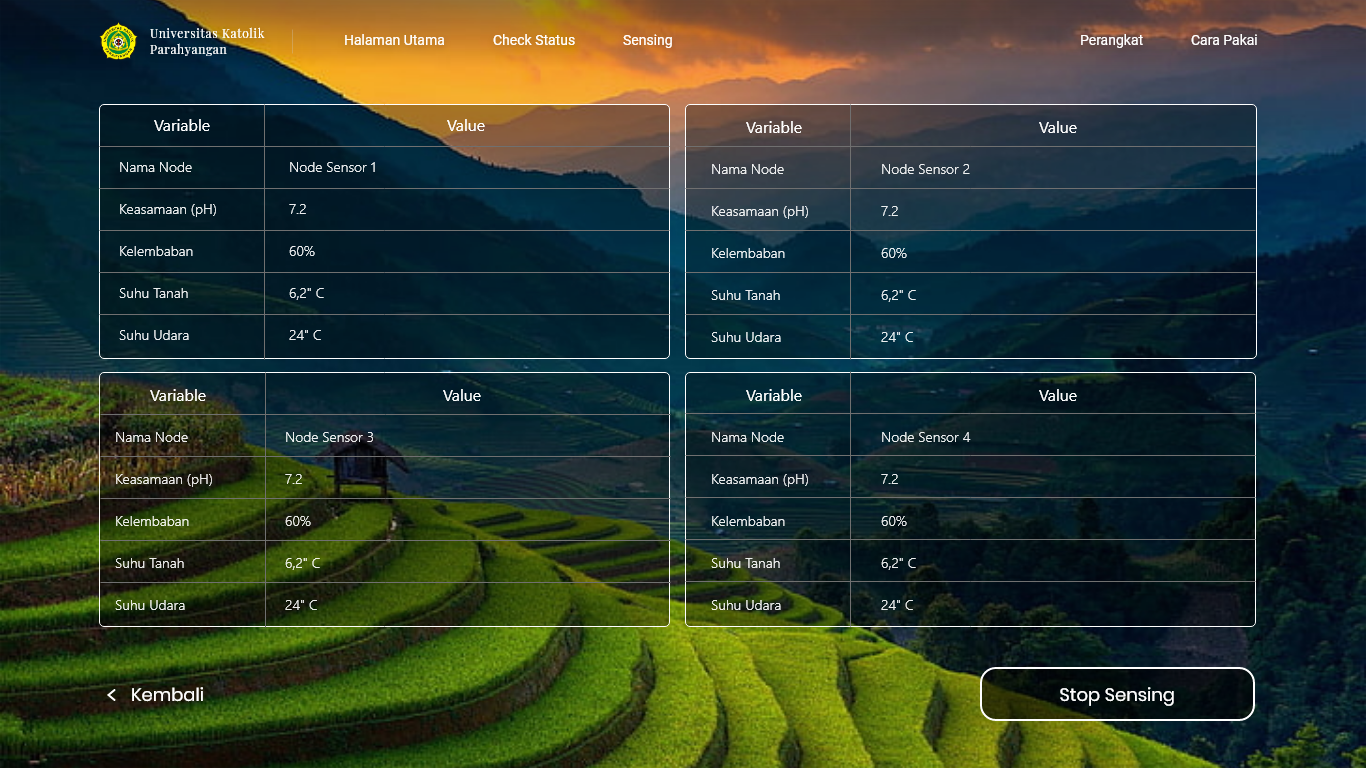 Universitas Katolik
Parahyangan
Halaman Utama Check Status Sensing Perangkat Cara Pakai
Variable Value
Nama Node Node Sensor 1
Keasamaan (pH) 7.2
Kelembaban 60%
Suhu Tanah 6,2" C
Suhu Udara 24" C
Variable Value
Nama Node Node Sensor 2
Keasamaan (pH) 7.2
Kelembaban 60%
Suhu Tanah 6,2" C
Suhu Udara 24" C
Variable Value
Nama Node Node Sensor 3
Keasamaan (pH) 7.2
Kelembaban 60%
Suhu Tanah 6,2" C
Suhu Udara 24" C
Variable Value
Nama Node Node Sensor 4
Keasamaan (pH) 7.2
Kelembaban 60%
Suhu Tanah 6,2" C
Suhu Udara 24" C
< Kembali Stop Sensing